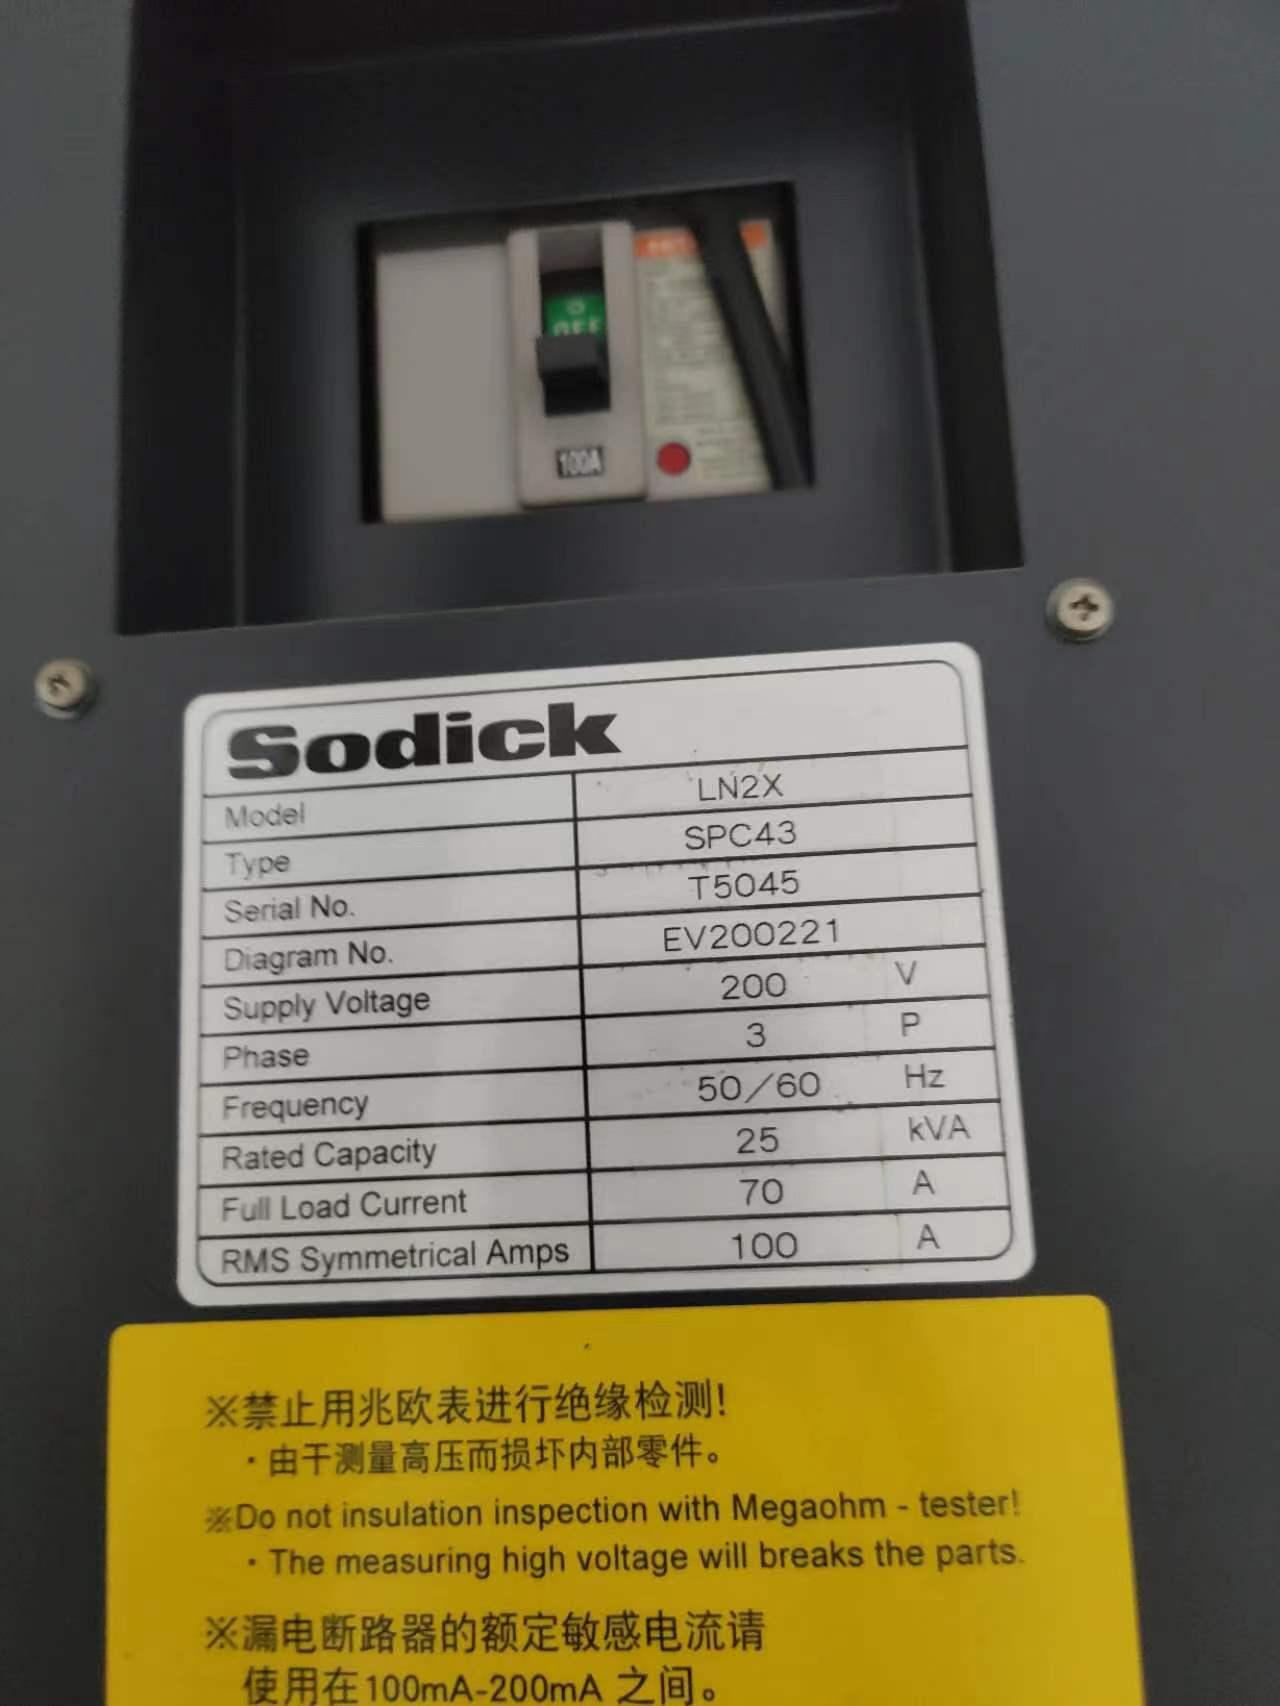 OFF
100A
Sodick
Model LN2X
Type SPC43
Serial No. T5045
Diagram No. EV200221
Supply Voltage 200 V
Phase 3 P
Frequency 50/60 Hz
Rated Capacity 25 kVA
Full Load Current 70 A
RMS Symmetrical Amps 100 A
※禁止用兆欧表进行绝缘检测!
・由于测量高压而损坏内部零件。
※Do not insulation inspection with Megaohm - tester!
・The measuring high voltage will breaks the parts.
※漏电断路器的额定敏感电流请
使用在100mA-200mA 之间。